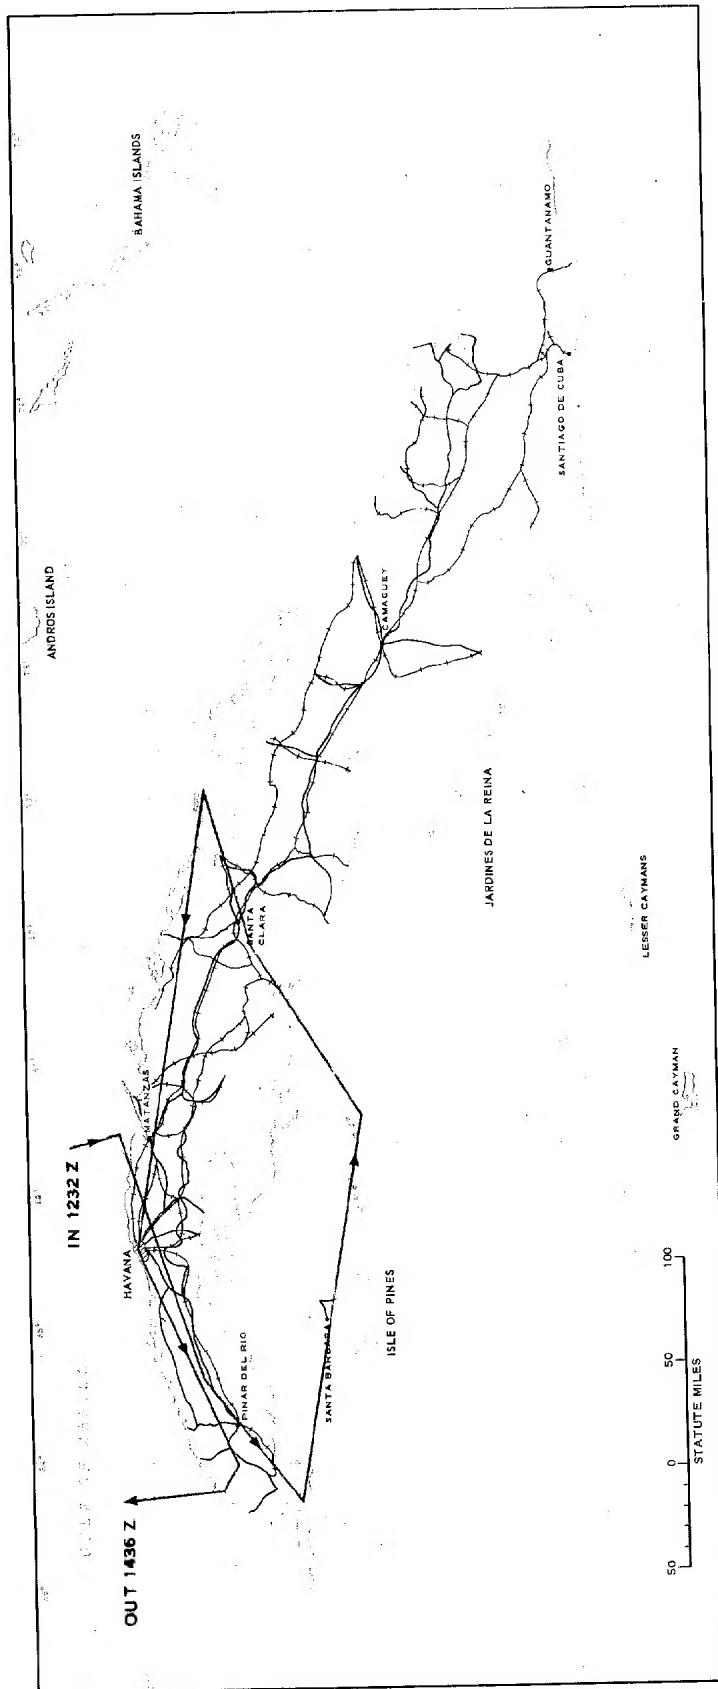 IN 1232 Z
OUT 1436 Z
HAVANA
MATANZAS
PINAR DEL RIO
SANTA BARBARA
ISLE OF PINES
SANTA
CLARA
CAMAGUEY
SANTIAGO DE CUBA
GUANTANAMO
BAHAMA ISLANDS
ANDROS ISLAND
JARDINES DE LA REINA
LESSER CAYMANS
GRAND CAYMAN
50 0 50 100
STATUTE MILES